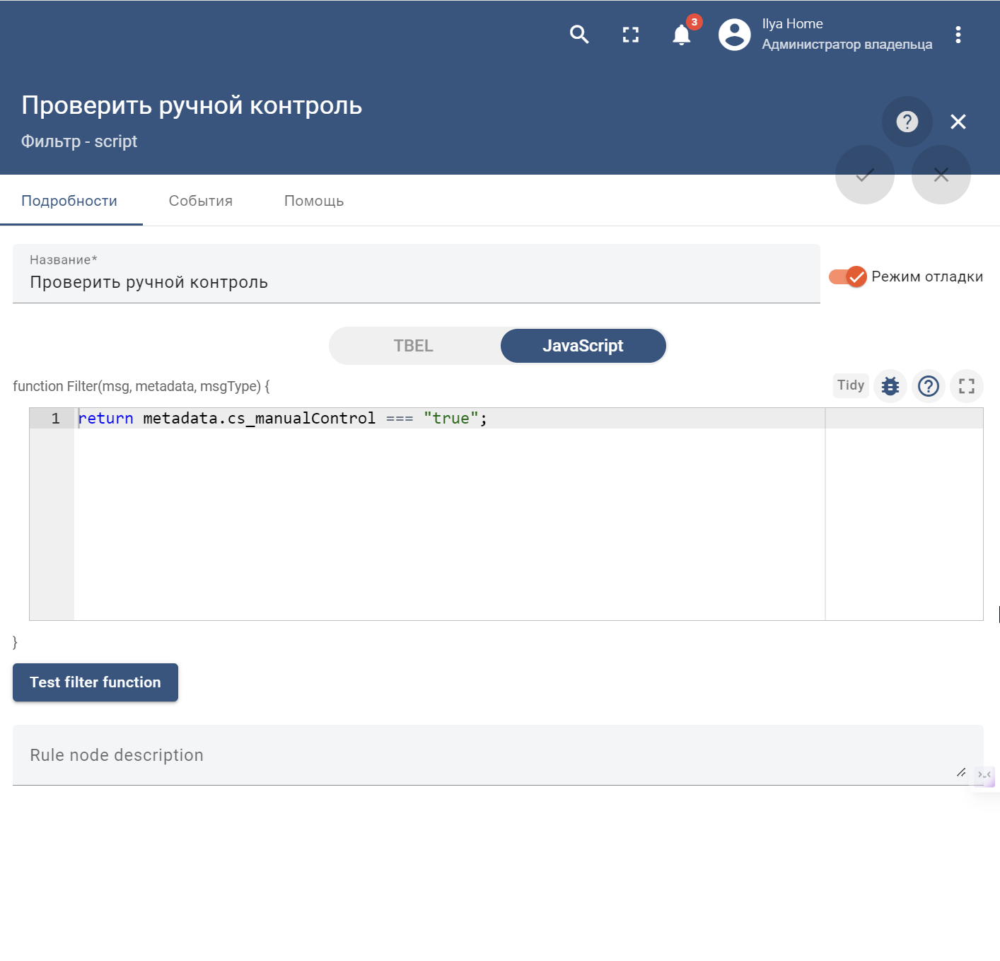 3
Ilya Home
Администратор владельца
Проверить ручной контроль
Фильтр - script
Подробности
События
Помощь
Название*
Проверить ручной контроль
Режим отладки
TBEL
JavaScript
function Filter(msg, metadata, msgType) {
Tidy
1
return metadata.cs_manualControl === "true";
}
Test filter function
Rule node description